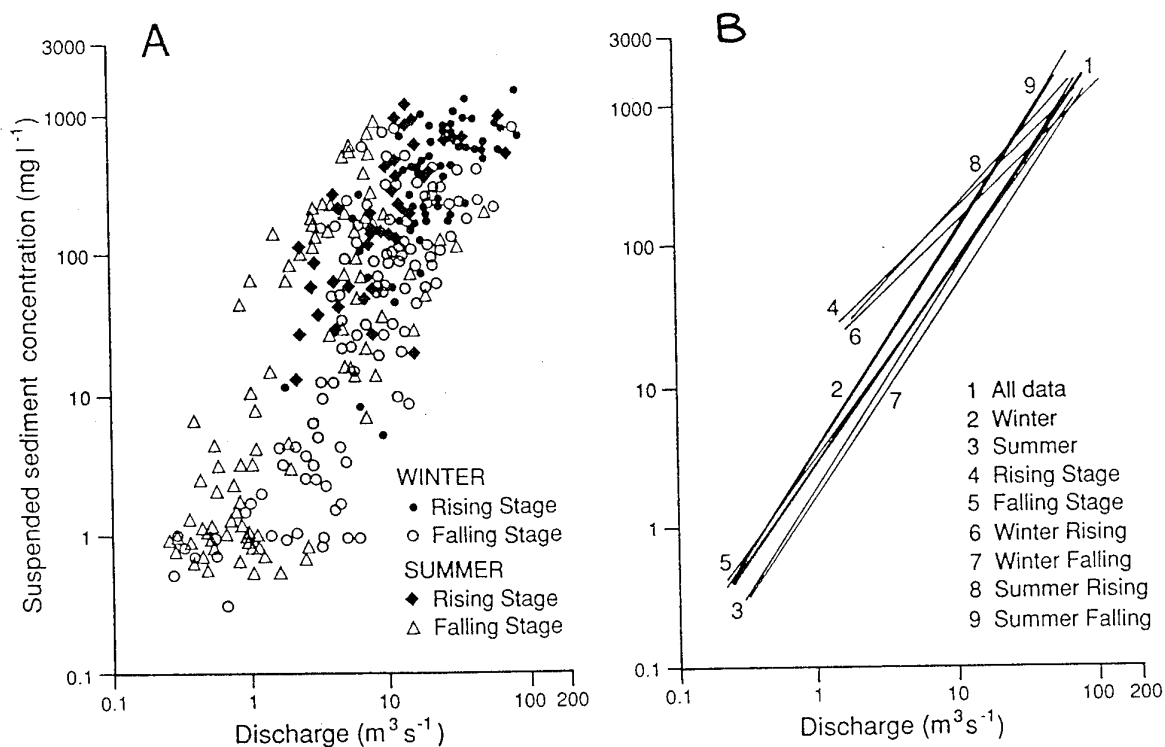 A
3000
1000
100
10
1
0.1
Suspended sediment concentration (mg l⁻¹)
WINTER
Rising Stage
Falling Stage
SUMMER
Rising Stage
Falling Stage
0.1
1
10
100
200
Discharge (m³ s⁻¹)
B
3000
1000
100
10
1
0.1
9
1
8
4
6
2
7
5
3
1 All data
2 Winter
3 Summer
4 Rising Stage
5 Falling Stage
6 Winter Rising
7 Winter Falling
8 Summer Rising
9 Summer Falling
0.1
1
10
100 200
Discharge (m³ s⁻¹)